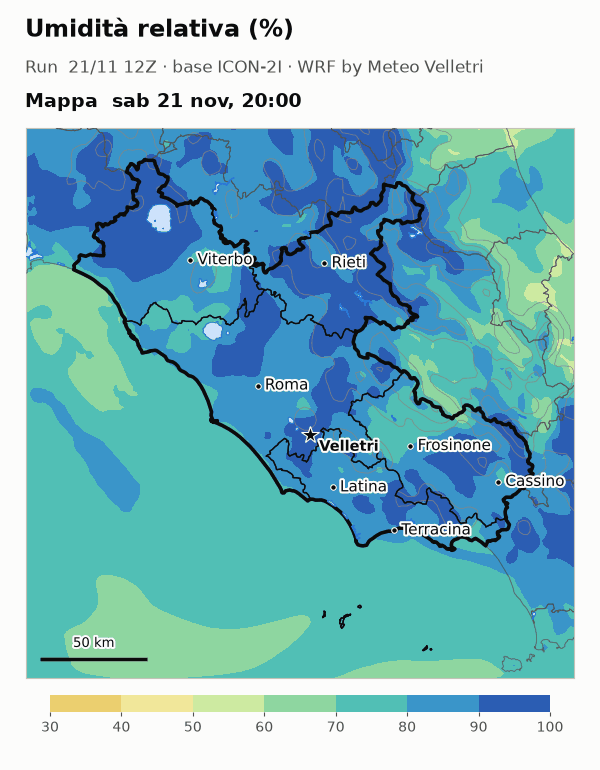 Umidità relativa (%)
Run  21/11 12Z · base ICON-2I · WRF by Meteo Velletri
Mappa  sab 21 nov, 20:00
Viterbo
Rieti
Roma
Velletri
Frosinone
Latina
Cassino
Terracina
50 km
30 40 50 60 70 80 90 100